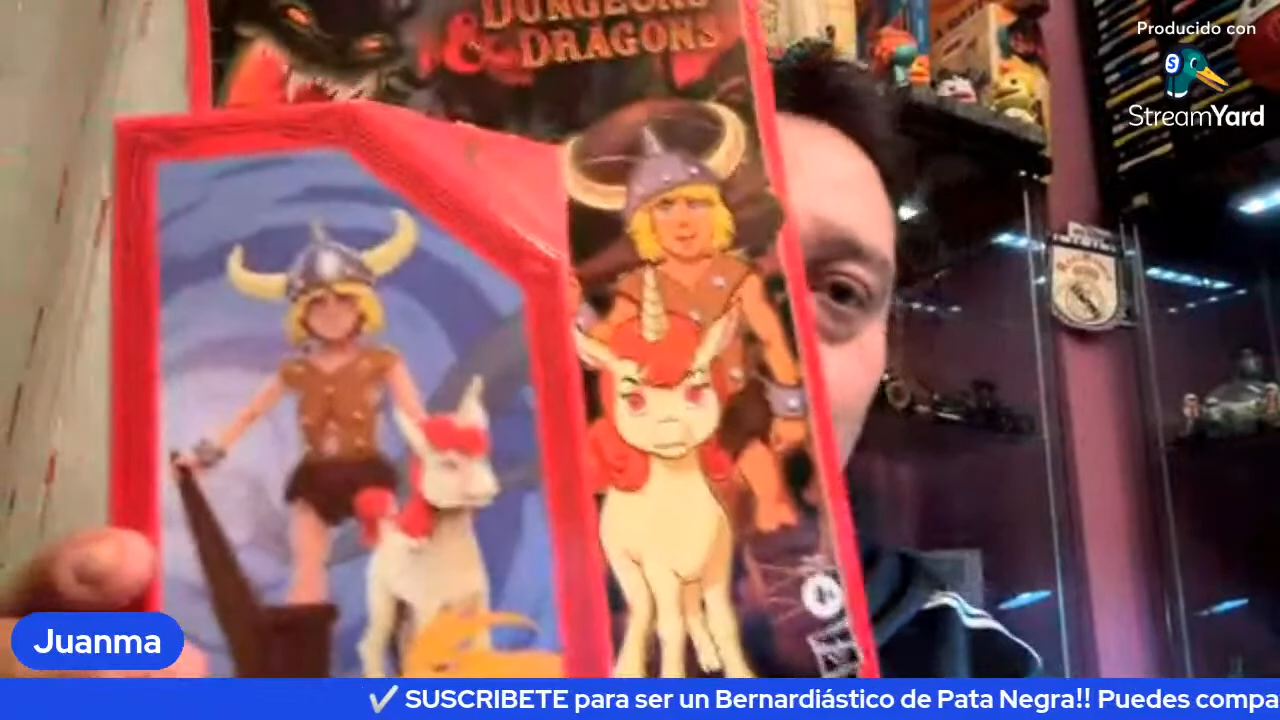 DUNGEONS
& DRAGONS
Producido con
S
StreamYard
Juanma
✓ SUSCRIBETE para ser un Bernardiástico de Pata Negra!! Puedes compa